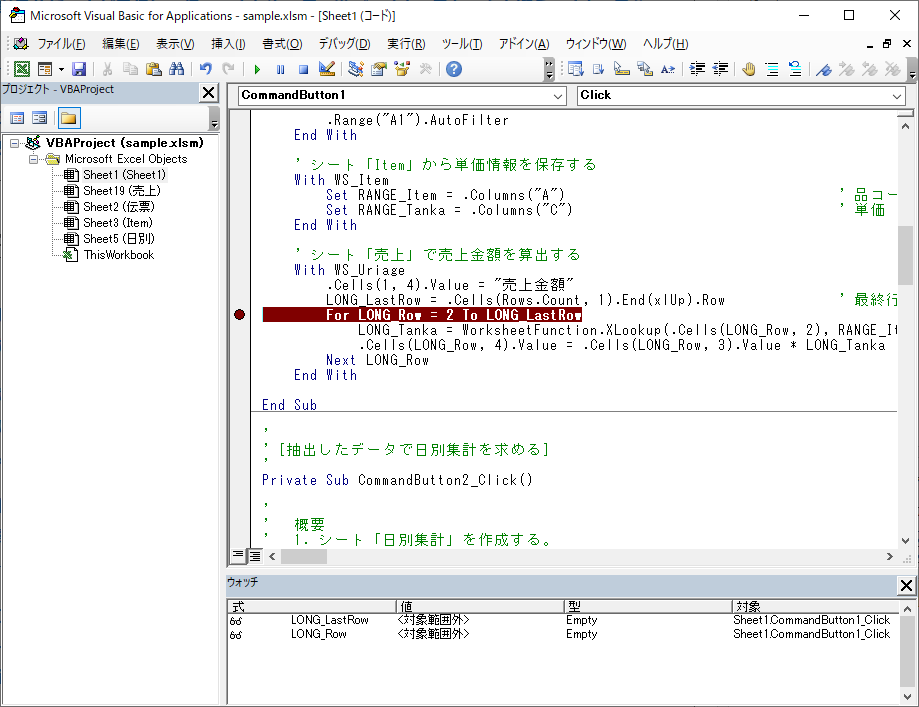 Microsoft Visual Basic for Applications - sample.xlsm - [Sheet1 (コード)]
ファイル(F) 編集(E) 表示(V) 挿入(I) 書式(O) デバッグ(D) 実行(R) ツール(T) アドイン(A) ウィンドウ(W) ヘルプ(H)
プロジェクト - VBAProject
VBAProject (sample.xlsm)
Microsoft Excel Objects
Sheet1 (Sheet1)
Sheet19 (売上)
Sheet2 (伝票)
Sheet3 (Item)
Sheet5 (日別)
ThisWorkbook
CommandButton1 Click
.Range("A1").AutoFilter
End With
' シート「Item」から単価情報を保存する
With WS_Item
Set RANGE_Item = .Columns("A") ' 品コー
Set RANGE_Tanka = .Columns("C") ' 単価
End With
' シート「売上」で売上金額を算出する
With WS_Uriage
.Cells(1, 4).Value = "売上金額"
LONG_LastRow = .Cells(Rows.Count, 1).End(xlUp).Row ' 最終行
For LONG_Row = 2 To LONG_LastRow
LONG_Tanka = WorksheetFunction.XLookup(.Cells(LONG_Row, 2), RANGE_It
.Cells(LONG_Row, 4).Value = .Cells(LONG_Row, 3).Value * LONG_Tanka
Next LONG_Row
End With
End Sub
'
' [抽出したデータで日別集計を求める]
'
Private Sub CommandButton2_Click()
'
' 概要
' 1. シート「日別集計」を作成する。
ウォッチ
式 値 型 対象
LONG_LastRow <対象範囲外> Empty Sheet1.CommandButton1_Click
LONG_Row <対象範囲外> Empty Sheet1.CommandButton1_Click